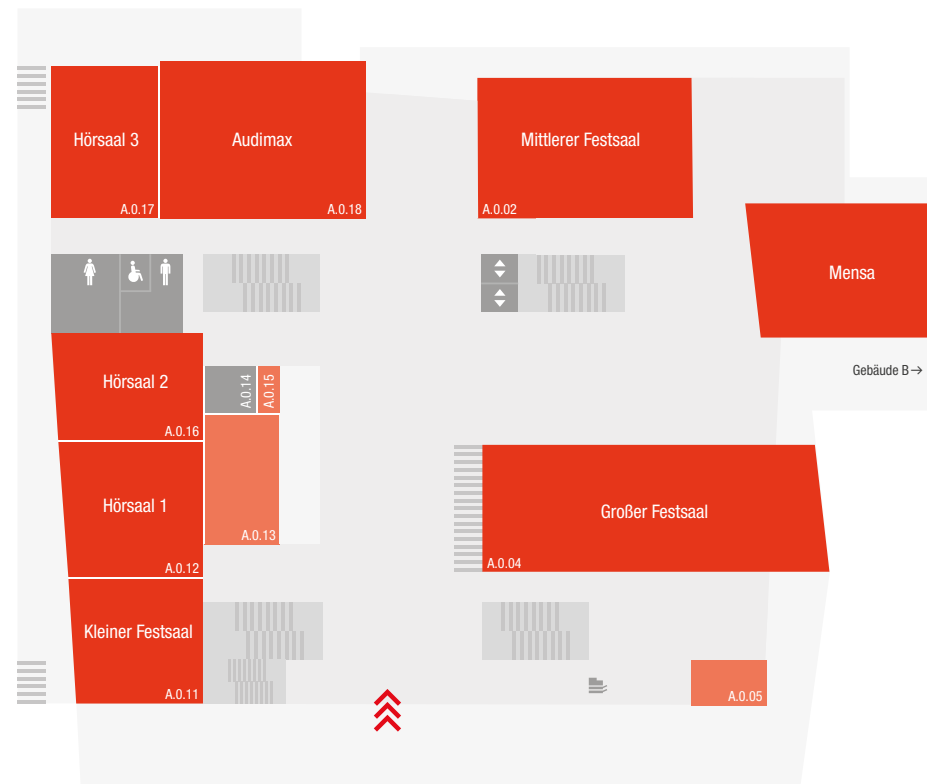 Hörsaal 3
A.0.17
Audimax
A.0.18
Mittlerer Festsaal
A.0.02
Mensa
Gebäude B→
Hörsaal 2
A.0.16
A.0.14
A.0.15
Hörsaal 1
A.0.12
A.0.13
Großer Festsaal
A.0.04
Kleiner Festsaal
A.0.11
A.0.05